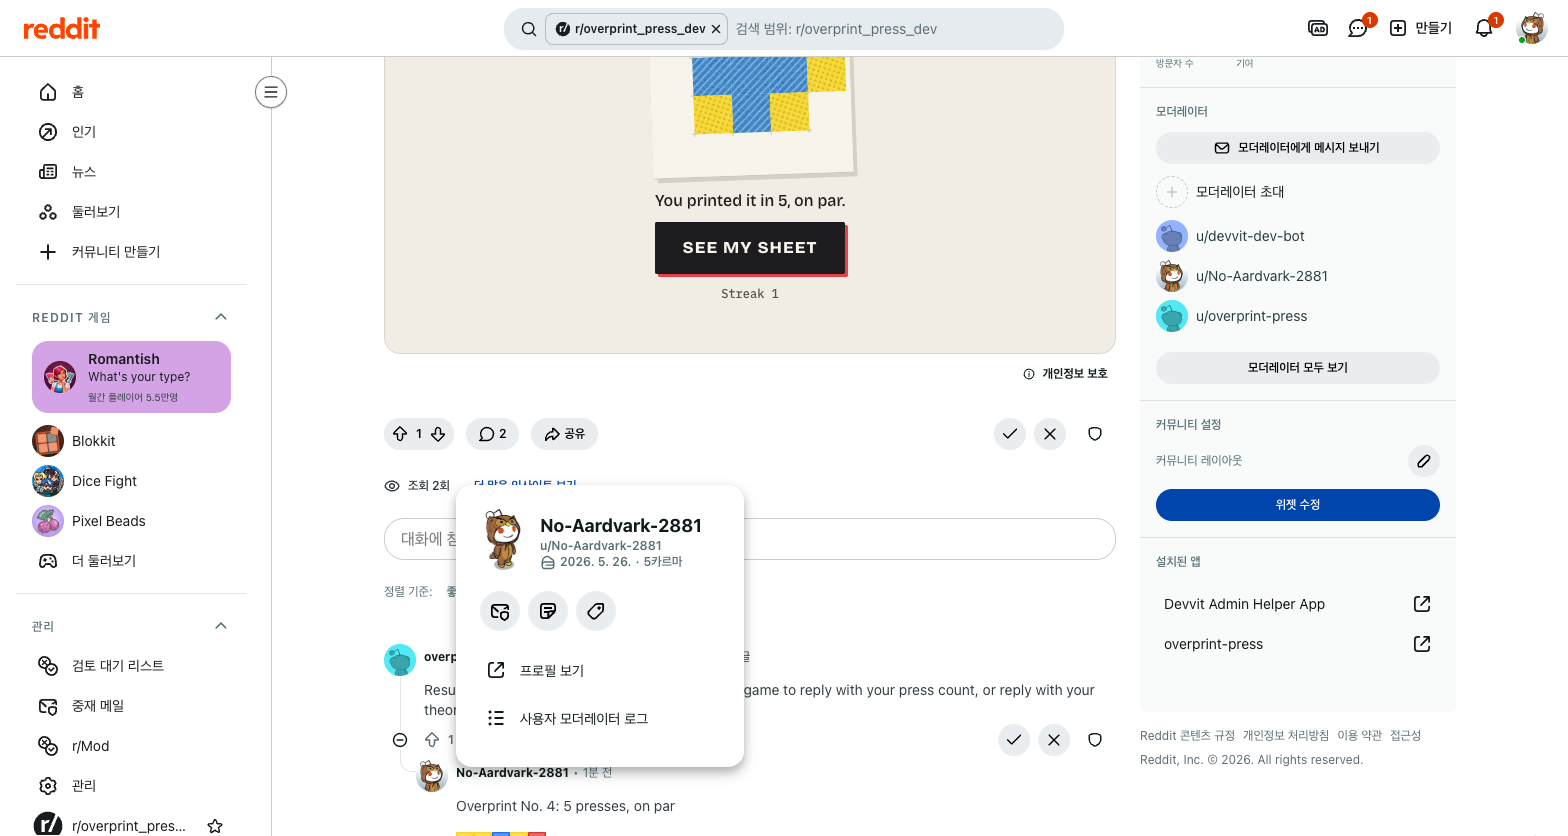 reddit
r/overprint_press_dev
검색 범위: r/overprint_press_dev
AD
1
만들기
1
홈
인기
뉴스
둘러보기
커뮤니티 만들기
REDDIT 게임
Romantish
What's your type?
월간 플레이어 5.5만명
Blokkit
Dice Fight
Pixel Beads
더 둘러보기
관리
검토 대기 리스트
중재 메일
r/Mod
관리
r/overprint_pres...
You printed it in 5, on par.
SEE MY SHEET
Streak 1
개인정보 보호
1
2
공유
조회 2회
더 많은 인사이트 보기
대화에 참
정렬 기준:
No-Aardvark-2881
u/No-Aardvark-2881
2026. 5. 26. · 5카르마
프로필 보기
사용자 모더레이터 로그
overp
Resu
game to reply with your press count, or reply with your
theor
1
No-Aardvark-2881 · 1분 전
Overprint No. 4: 5 presses, on par
방문자 수
기여
모더레이터
모더레이터에게 메시지 보내기
모더레이터 초대
u/devvit-dev-bot
u/No-Aardvark-2881
u/overprint-press
모더레이터 모두 보기
커뮤니티 설정
커뮤니티 레이아웃
위젯 수정
설치된 앱
Devvit Admin Helper App
overprint-press
Reddit 콘텐츠 규정 개인정보 처리방침 이용 약관 접근성
Reddit, Inc. © 2026. All rights reserved.